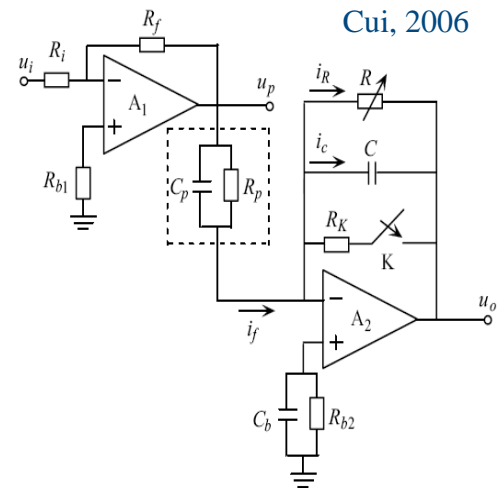 Cui, 2006
R_f
R_i
u_i
−
A_1
+
u_p
R_b1
C_p
R_p
i_R
R
i_c
C
R_K
K
i_f
−
A_2
+
u_o
C_b
R_b2